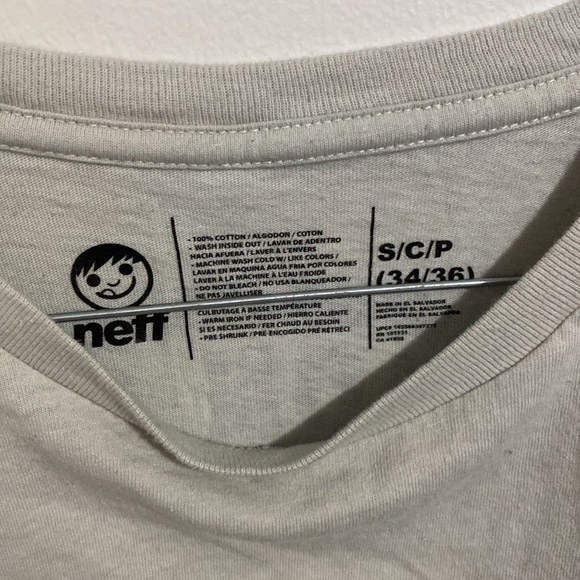 neff
- 100% COTTON / ALGODON / COTON
- WASH INSIDE OUT / LAVAR DE ADENTRO
HACIA AFUERA / LAVER À L'ENVERS
- MACHINE WASH COLD W/ LIKE COLORS /
LAVAR EN MAQUINA AGUA FRIA POR COLORES
LAVER À LA MACHINE À L'EAU FROIDE
- DO NOT BLEACH / NO USA BLANQUEADOR/
NE PAS JAVELLISER
CULBUTAGE À BASSE TEMPÉRATURE
- WARM IRON IF NEEDED / HIERRO CALIENTE
SI ES NECESARIO / FER CHAUD AU BESOIN
- PRE SHRUNK / PRE-ENCOGIDO PRÉ RÉTRÉCI
S/C/P
(34/36)
MADE IN EL SALVADOR
HECHO EN EL SALVADOR
FABRIQUE EN EL SALVADOR